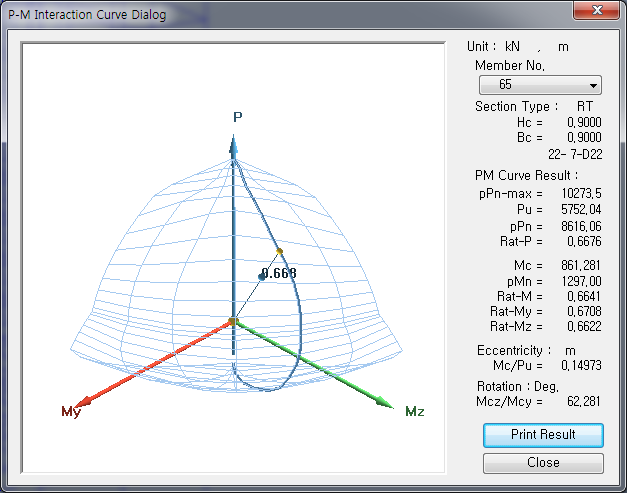 P-M Interaction Curve Dialog
Unit : kN , m
Member No.
65
Section Type : RT
Hc = 0.9000
Bc = 0.9000
22- 7-D22
PM Curve Result :
pPn-max = 10273.5
Pu = 5752.04
pPn = 8616.06
Rat-P = 0.6676
Mc = 861.281
pMn = 1297.00
Rat-M = 0.6641
Rat-My = 0.6708
Rat-Mz = 0.6622
Eccentricity : m
Mc/Pu = 0.14973
Rotation : Deg.
Mcz/Mcy = 62.281
Print Result
Close
P
0.668
My
Mz